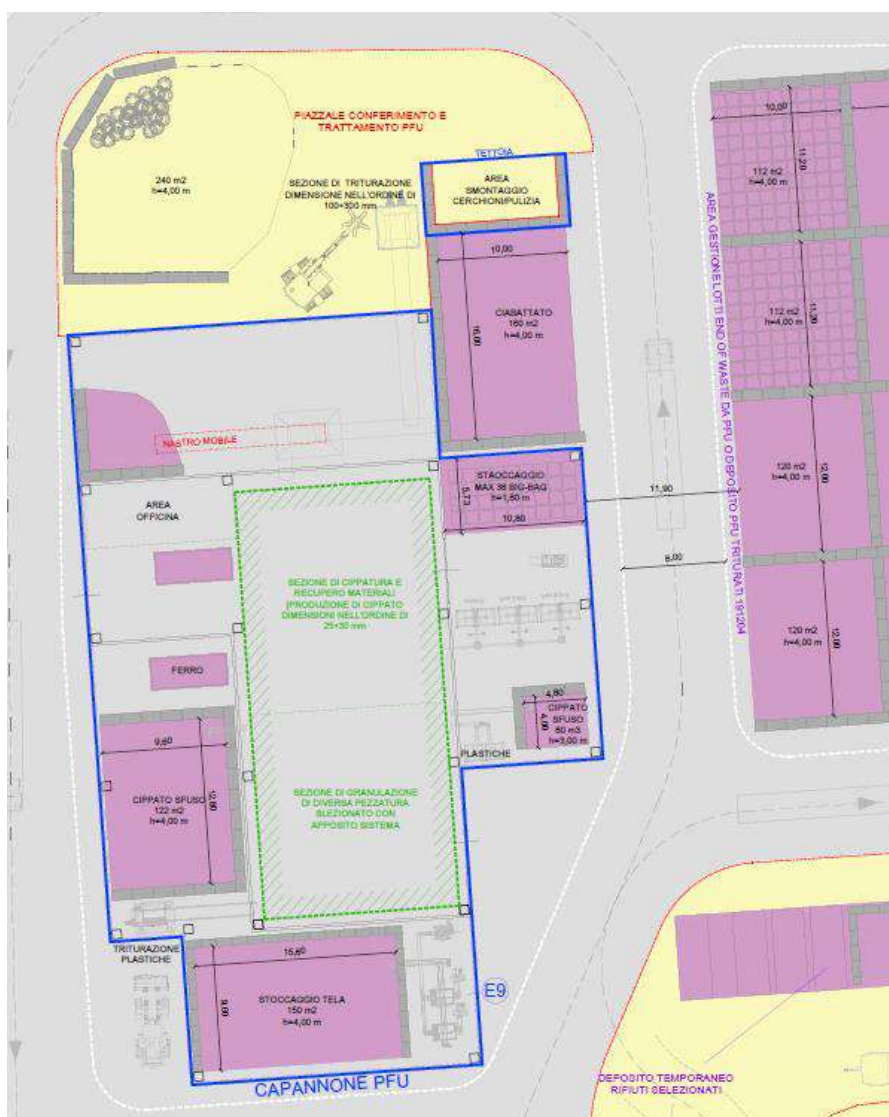 PIAZZALE CONFERIMENTO E
TRATTAMENTO PFU
240 m2
h=4,00 m
SEZIONE DI TRITURAZIONE
DIMENSIONE NELL'ORDINE DI
100÷300 mm
TETTOIA
AREA
SMONTAGGIO
CERCHIONI/PULIZIA
10,00
CIABATTATO
160 m2
h=4,00 m
16,00
NASTRO MOBILE
AREA
OFFICINA
STAOCCAGGIO
MAX 36 BIG-BAG
h=1,80 m
5,73
10,80
SEZIONE DI CIPPATURA E
RECUPERO MATERIALI
(PRODUZIONE DI CIPPATO
DIMENSIONI NELL'ORDINE DI
25÷30 mm
FERRO
9,60
12,80
CIPPATO SFUSO
122 m2
h=4,00 m
4,80
4,00
CIPPATO
SFUSO
60 m3
h=3,00 m
PLASTICHE
SEZIONE DI GRANULAZIONE
DI DIVERSA PEZZATURA
SLEZIONATO CON
APPOSITO SISTEMA
TRITURAZIONE
PLASTICHE
15,60
9,60
STOCCAGGIO TELA
150 m2
h=4,00 m
E9
CAPANNONE PFU
11,90
8,00
AREA GESTIONE LOTTI END OF WASTE DA PFU O DEPOSITO PFU TRITURATI 191204
10,00
11,20
112 m2
h=4,00 m
11,20
112 m2
h=4,00 m
120 m2
h=4,00 m
12,00
120 m2
h=4,00 m
12,00
DEPOSITO TEMPORANEO
RIFIUTI SELEZIONATI